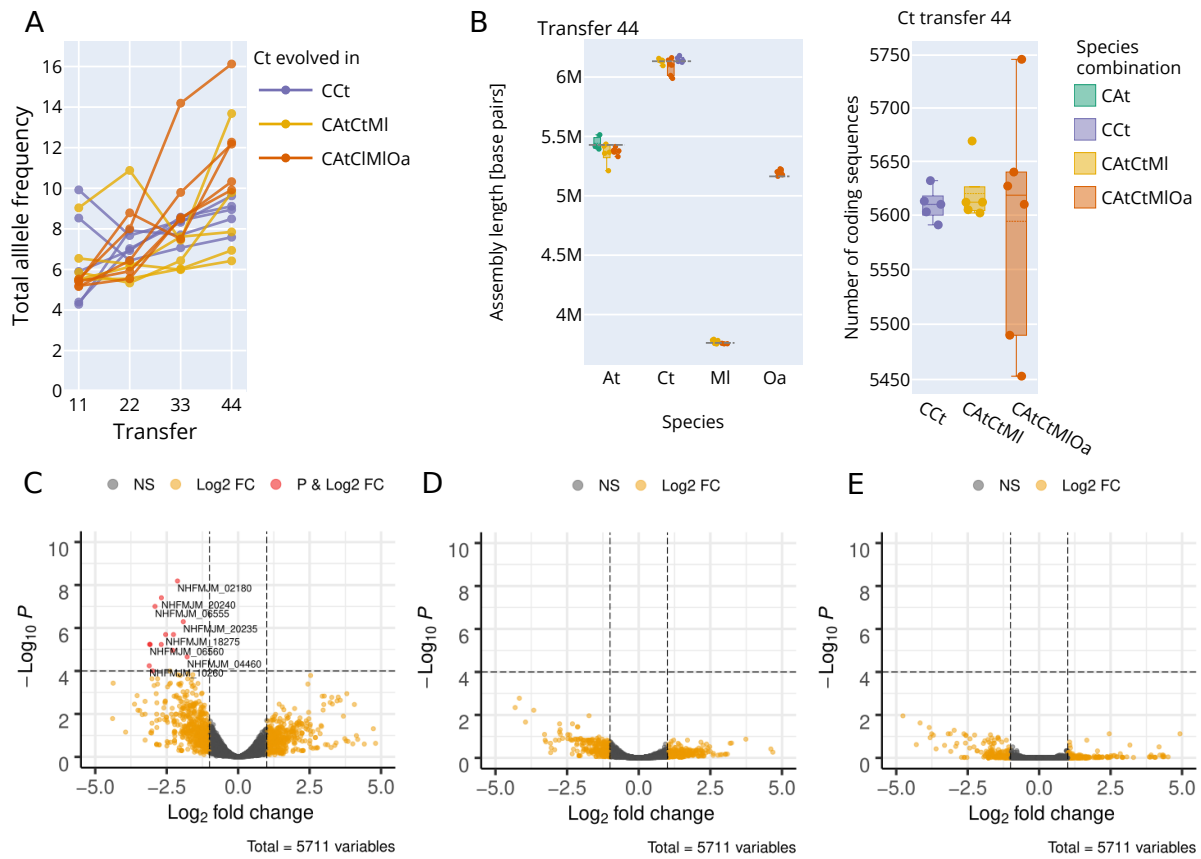 A
Total alllele frequency
16
14
12
10
8
6
4
2
0
11 22 33 44
Transfer
Ct evolved in
CCt
CAtCtMl
CAtClMlOa
B
Transfer 44
Assembly length [base pairs]
6M
5.5M
5M
4.5M
4M
At Ct Ml Oa
Species
Ct transfer 44
Number of coding sequences
5750
5700
5650
5600
5550
5500
5450
CCt
CAtCtMl
CAtCtMlOa
Species
combination
CAt
CCt
CAtCtMl
CAtCtMlOa
C
NS Log2 FC P & Log2 FC
−Log10 P
10
8
6
4
2
0
NHFMJM_02180
NHFMJM_20240
NHFMJM_06555
NHFMJM_20235
NHFMJM_18275
NHFMJM_06560
NHFMJM_04460
NHFMJM_10260
−5.0 −2.5 0.0 2.5 5.0
Log2 fold change
Total = 5711 variables
D
NS Log2 FC
−Log10 P
10
8
6
4
2
0
−5.0 −2.5 0.0 2.5 5.0
Log2 fold change
Total = 5711 variables
E
NS Log2 FC
−Log10 P
10
8
6
4
2
0
−5.0 −2.5 0.0 2.5 5.0
Log2 fold change
Total = 5711 variables